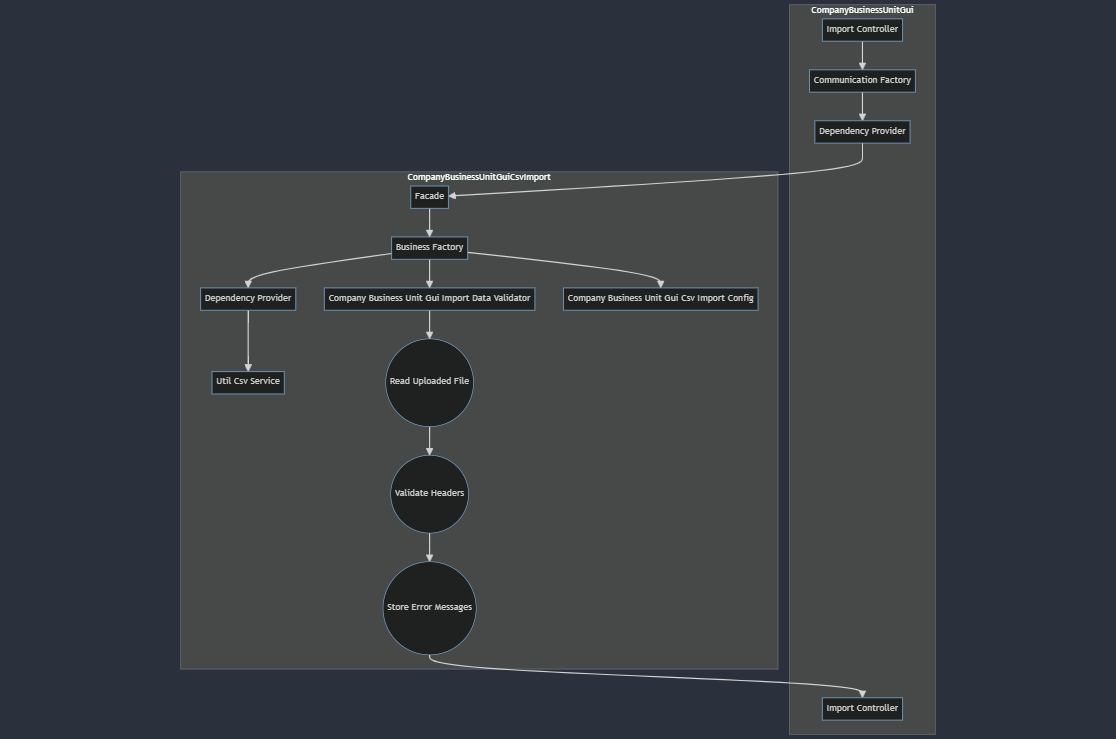 CompanyBusinessUnitGui
Import Controller
Communication Factory
Dependency Provider
CompanyBusinessUnitGuiCsvImport
Facade
Business Factory
Dependency Provider
Company Business Unit Gui Import Data Validator
Company Business Unit Gui Csv Import Config
Read Uploaded File
Util Csv Service
Validate Headers
Store Error Messages
Import Controller